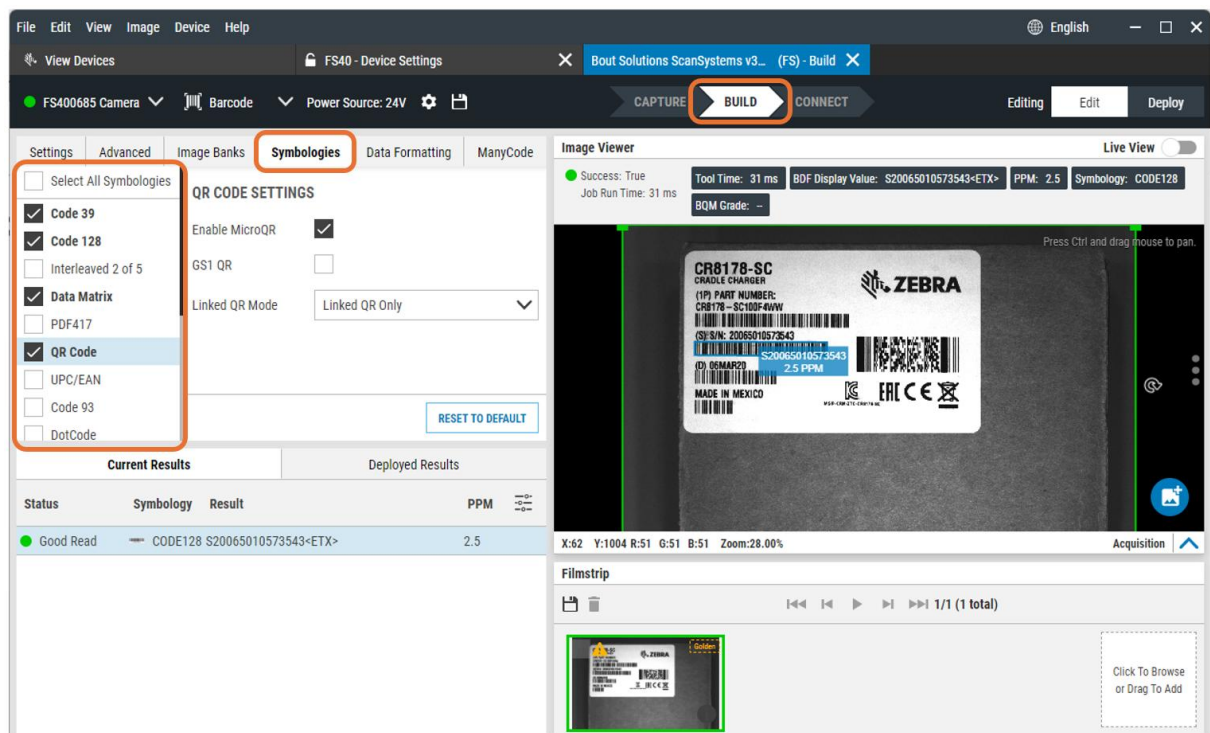 File Edit View Image Device Help
English
View Devices
FS40 - Device Settings
Bout Solutions ScanSystems v3... (FS) - Build
FS400685 Camera
Barcode
Power Source: 24V
CAPTURE
BUILD
CONNECT
Editing
Edit
Deploy
Settings Advanced Image Banks Symbologies Data Formatting ManyCode
Select All Symbologies
Code 39
Code 128
Interleaved 2 of 5
Data Matrix
PDF417
QR Code
UPC/EAN
Code 93
DotCode
QR CODE SETTINGS
Enable MicroQR
GS1 QR
Linked QR Mode
Linked QR Only
RESET TO DEFAULT
Current Results
Deployed Results
Status Symbology Result PPM
Good Read CODE128 S20065010573543<ETX> 2.5
Image Viewer
Live View
Success: True
Job Run Time: 31 ms
Tool Time: 31 ms
BDF Display Value: S20065010573543<ETX>
PPM: 2.5
Symbology: CODE128
BQM Grade: –
Press Ctrl and drag mouse to pan.
CR8178-SC
CRADLE CHARGER
(1P) PART NUMBER:
CR8178-SC100F4WW
(S) S/N: 20065010573543
S20065010573543
2.5 PPM
(D) 06MAR20
MADE IN MEXICO
ZEBRA
EAC CE
X:62 Y:1004 R:51 G:51 B:51 Zoom:28.00%
Acquisition
Filmstrip
1/1 (1 total)
Golden
ZEBRA
Click To Browse
or Drag To Add